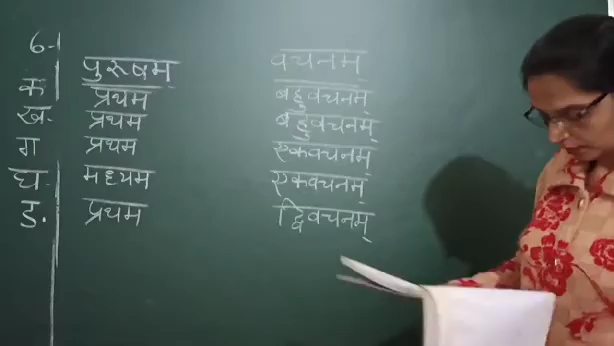 6-
पुरूषम् वचनम्
क प्रथम बहुवचनम्
ख. प्रथम बहुवचनम्
ग प्रथम एकवचनम्
घ. मध्यम एकवचनम्
ड. प्रथम द्विवचनम्